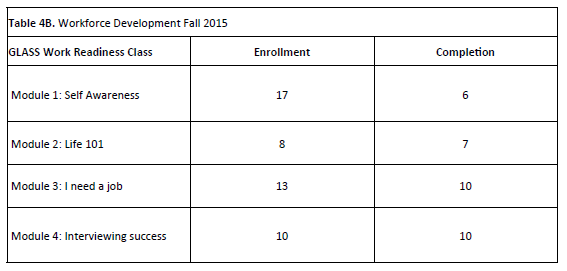 Table 4B. Workforce Development Fall 2015
GLASS Work Readiness Class Enrollment Completion
Module 1: Self Awareness 17 6
Module 2: Life 101 8 7
Module 3: I need a job 13 10
Module 4: Interviewing success 10 10